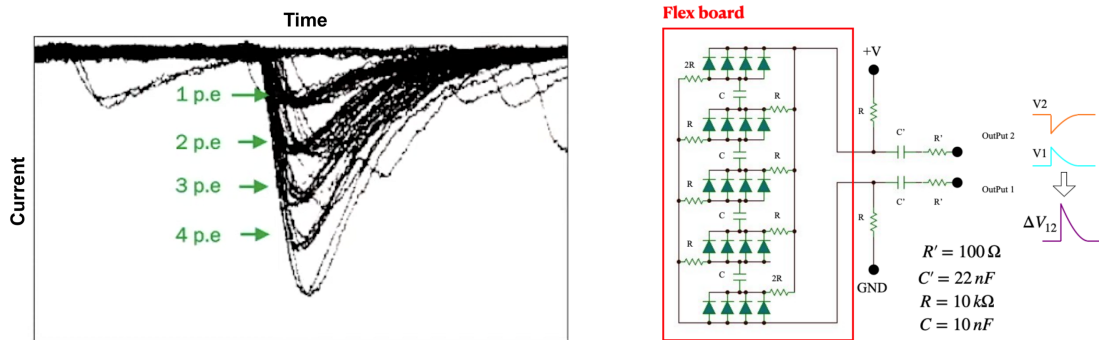 Time
Current
1 p.e
2 p.e
3 p.e
4 p.e
Flex board
2R
C
R
R
C
R
R
C
R
R
C
R
2R
+V
R
C'
R'
OutPut 2
C'
R'
OutPut 1
R
GND
V2
V1
ΔV₁₂
R' = 100 Ω
C' = 22 nF
R = 10 kΩ
C = 10 nF